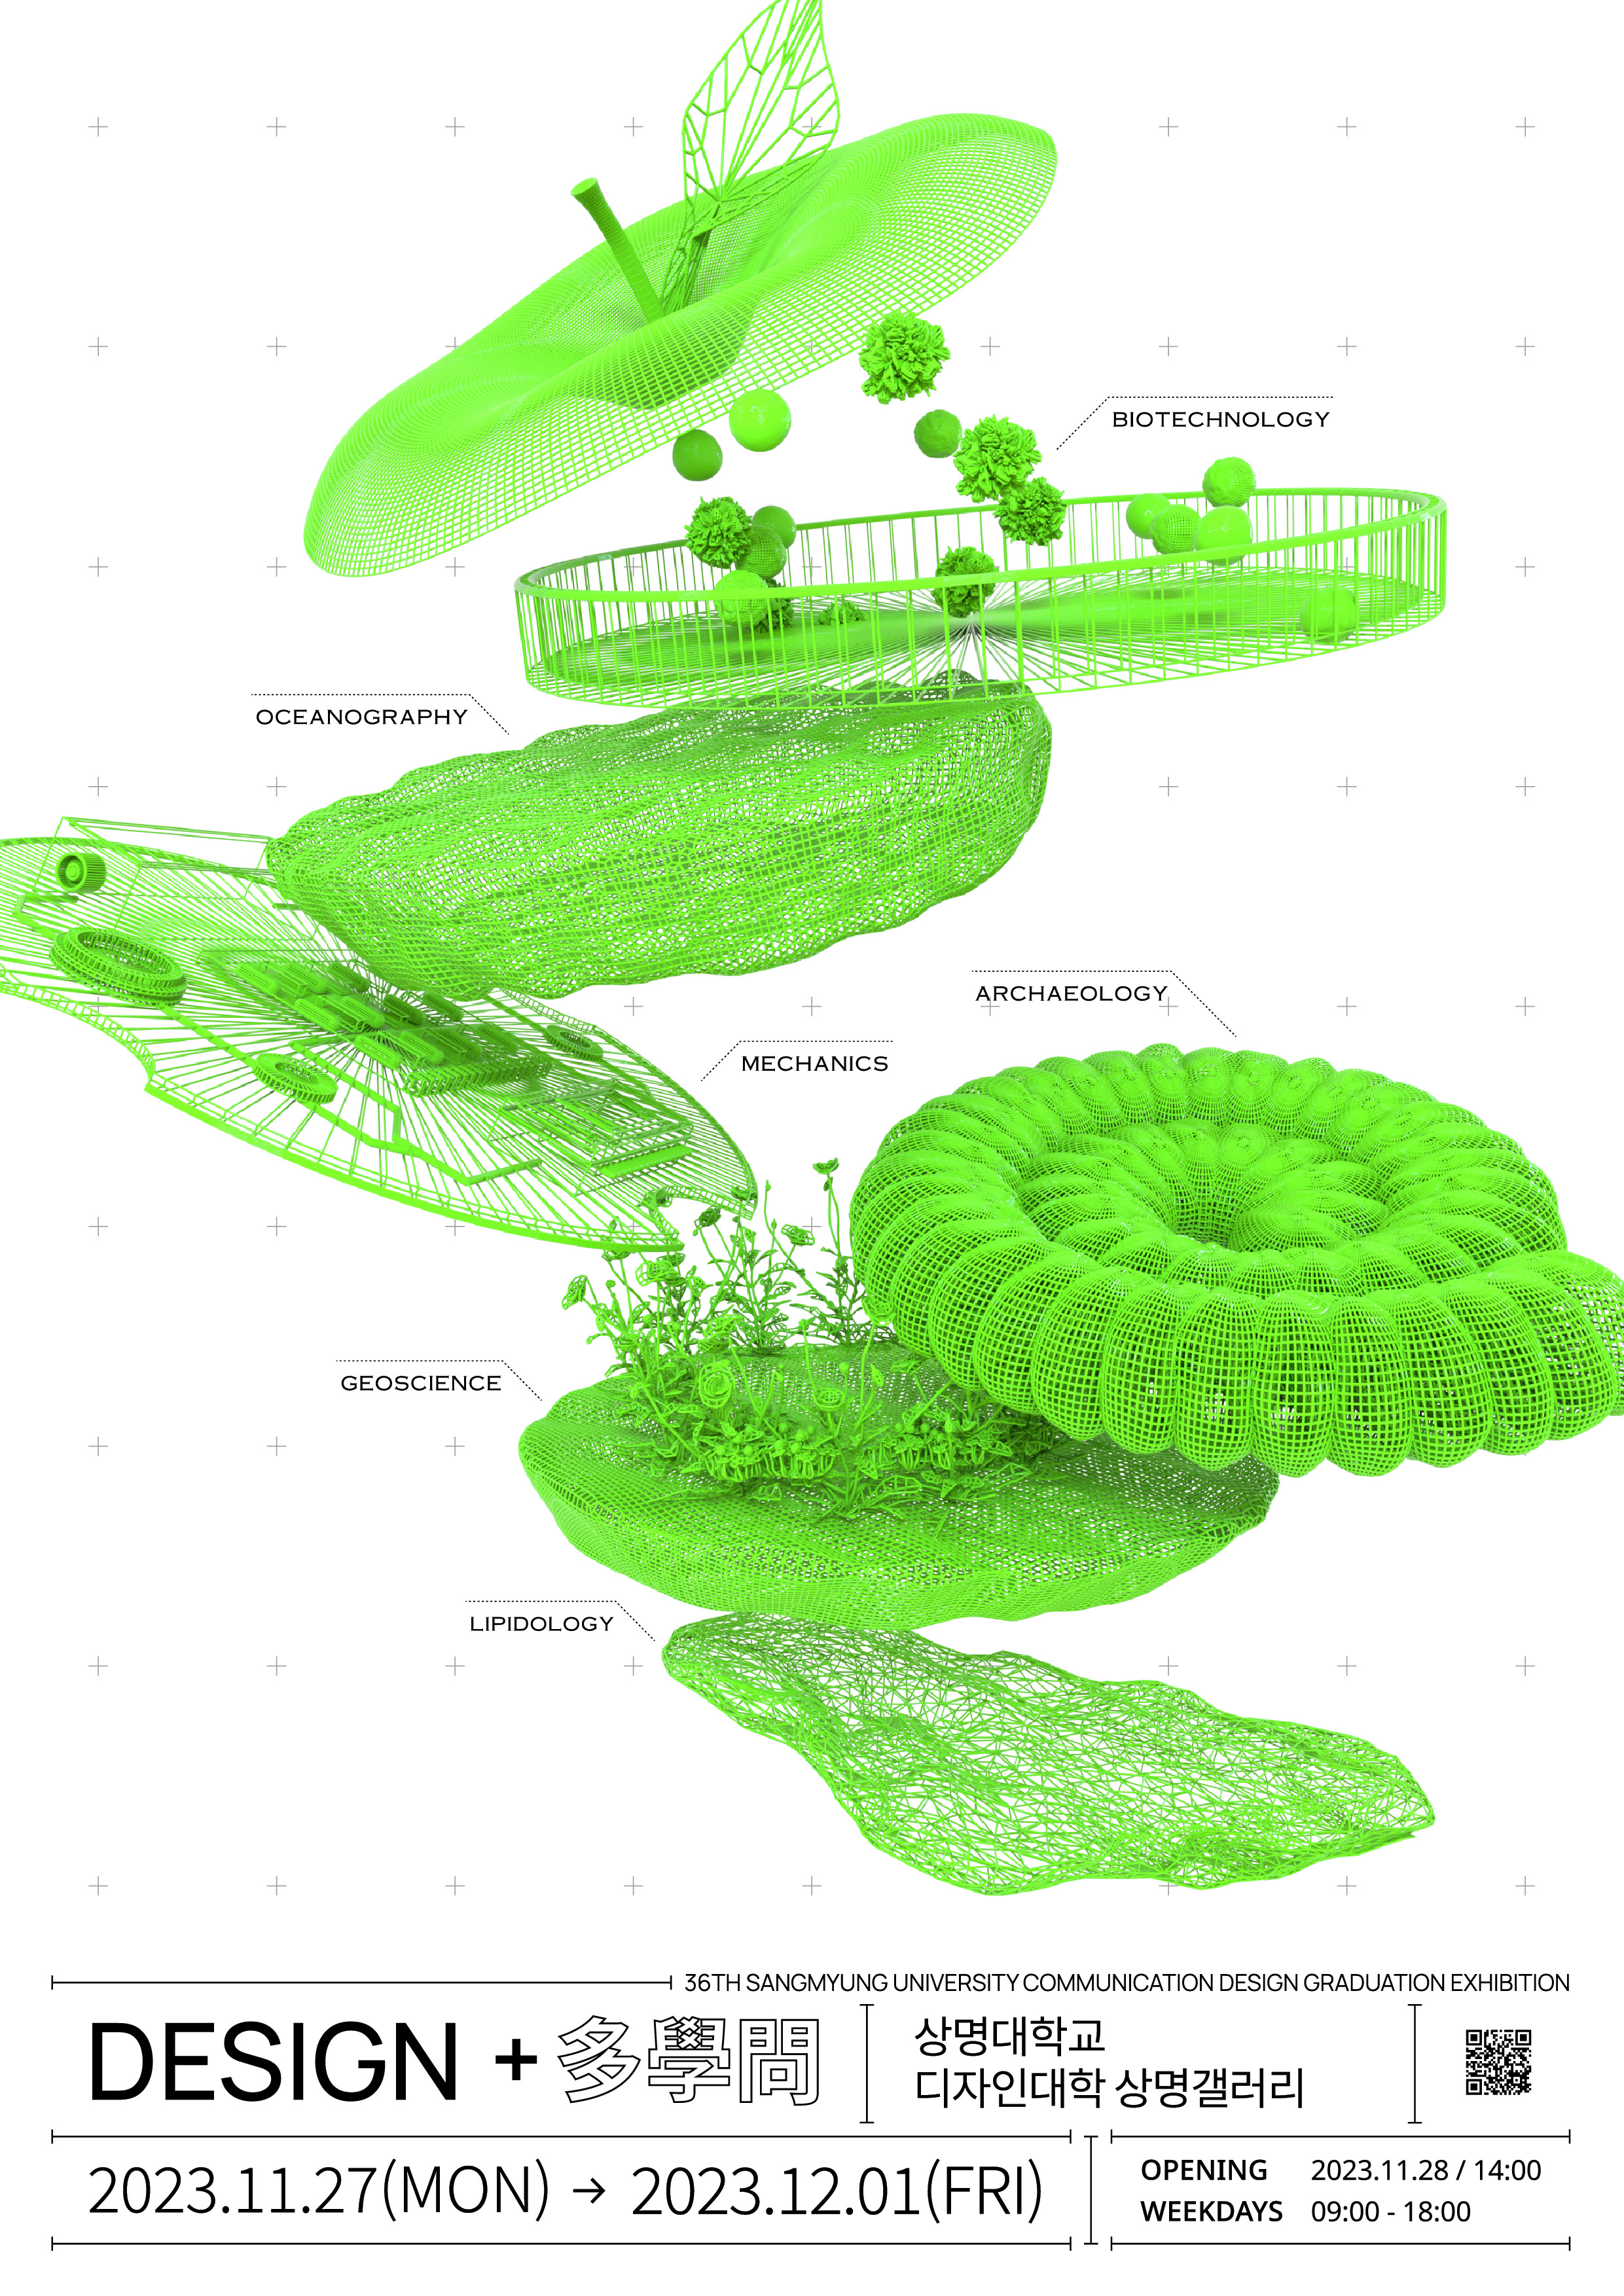 BIOTECHNOLOGY
OCEANOGRAPHY
ARCHAEOLOGY
MECHANICS
GEOSCIENCE
LIPIDOLOGY
36TH SANGMYUNG UNIVERSITY COMMUNICATION DESIGN GRADUATION EXHIBITION
DESIGN + 多學問
상명대학교
디자인대학 상명갤러리
2023.11.27(MON) → 2023.12.01(FRI)
OPENING 2023.11.28 / 14:00
WEEKDAYS 09:00 - 18:00